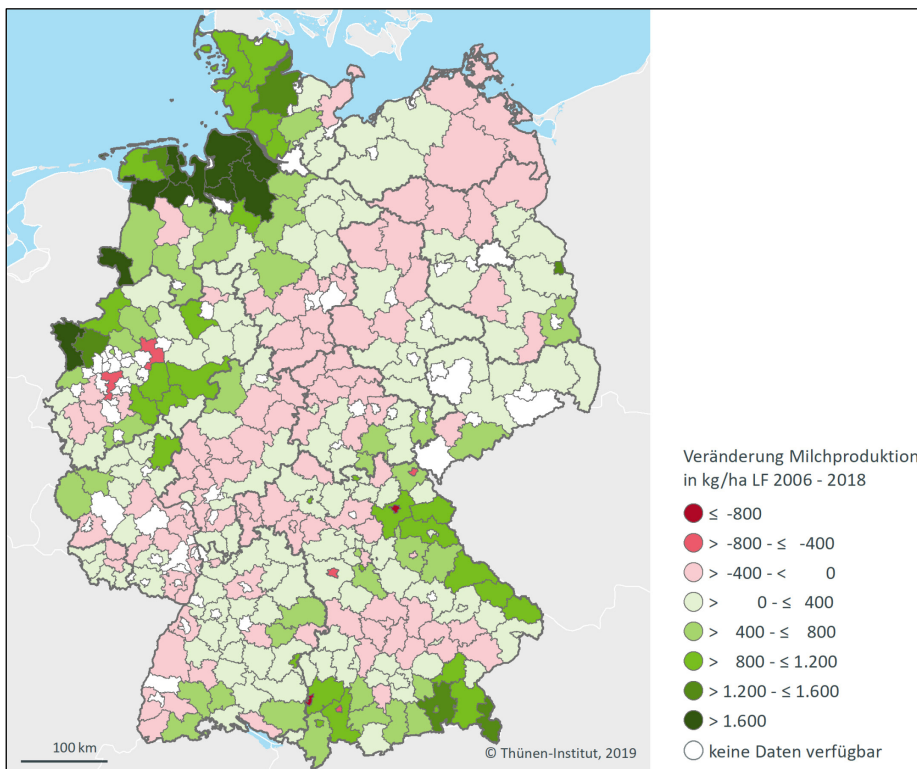 Veränderung Milchproduktion
in kg/ha LF 2006 - 2018
≤ -800
> -800 - ≤ -400
> -400 - < 0
> 0 - ≤ 400
> 400 - ≤ 800
> 800 - ≤ 1.200
> 1.200 - ≤ 1.600
> 1.600
keine Daten verfügbar
100 km
© Thünen-Institut, 2019